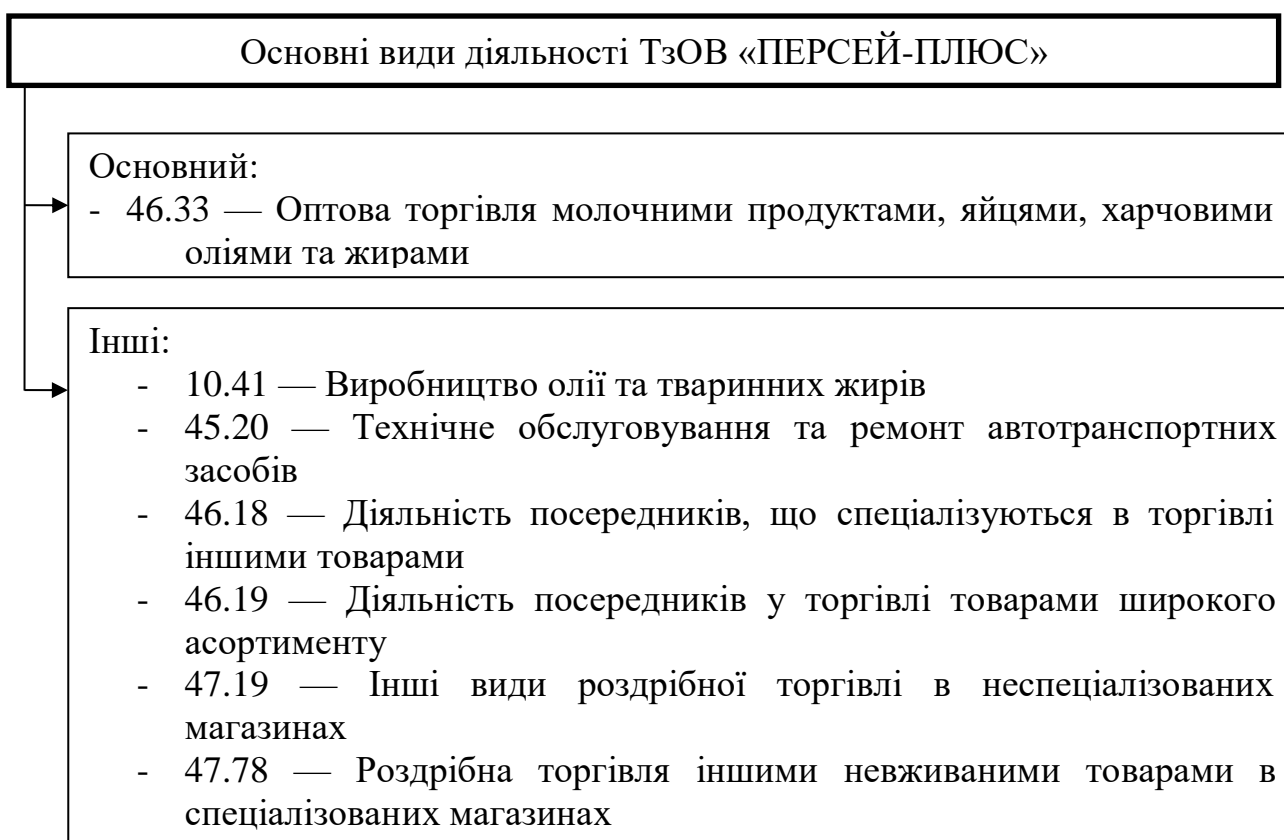 Основні види діяльності ТзОВ «ПЕРСЕЙ-ПЛЮС»
Основний:
- 46.33 — Оптова торгівля молочними продуктами, яйцями, харчовими
оліями та жирами
Інші:
- 10.41 — Виробництво олії та тваринних жирів
- 45.20 — Технічне обслуговування та ремонт автотранспортних
засобів
- 46.18 — Діяльність посередників, що спеціалізуються в торгівлі
іншими товарами
- 46.19 — Діяльність посередників у торгівлі товарами широкого
асортименту
- 47.19 — Інші види роздрібної торгівлі в неспеціалізованих
магазинах
- 47.78 — Роздрібна торгівля іншими невживаними товарами в
спеціалізованих магазинах